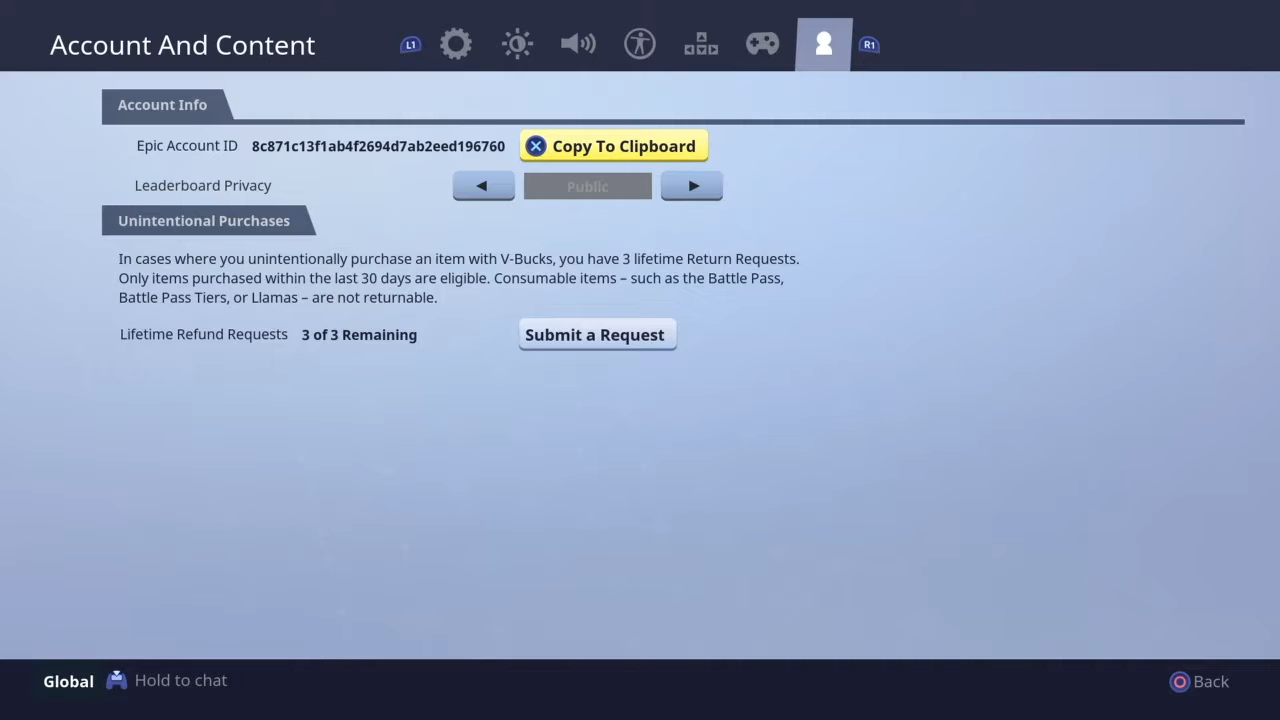 Account And Content
L1
R1
Account Info
Epic Account ID 8c871c13f1ab4f2694d7ab2eed196760 Copy To Clipboard
Leaderboard Privacy Public
Unintentional Purchases
In cases where you unintentionally purchase an item with V-Bucks, you have 3 lifetime Return Requests.
Only items purchased within the last 30 days are eligible. Consumable items – such as the Battle Pass,
Battle Pass Tiers, or Llamas – are not returnable.
Lifetime Refund Requests 3 of 3 Remaining Submit a Request
Global Hold to chat Back